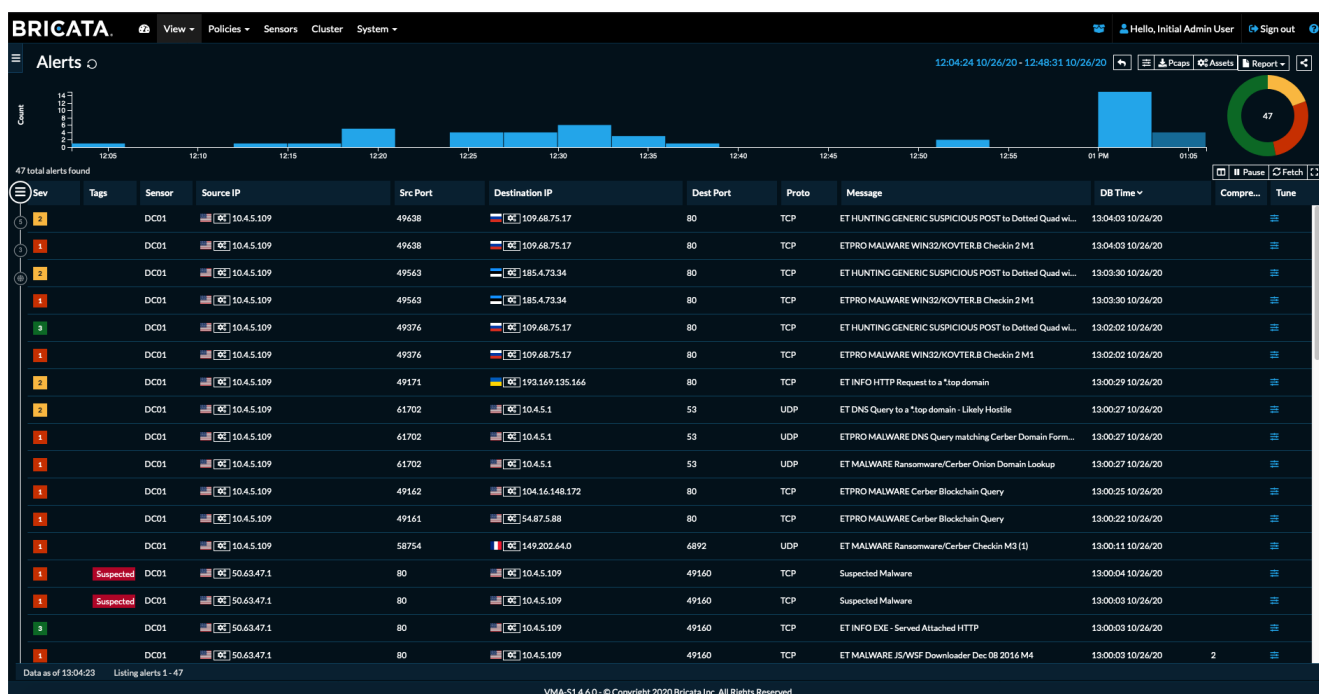 BRICATA. View Policies Sensors Cluster System Hello, Initial Admin User Sign out
Alerts 12:04:24 10/26/20 - 12:48:31 10/26/20 Pcaps Assets Report
Count
14
12
10
8
6
4
2
0
12:05 12:10 12:15 12:20 12:25 12:30 12:35 12:40 12:45 12:50 12:55 01 PM 01:05
47
47 total alerts found Pause Fetch
Sev Tags Sensor Source IP Src Port Destination IP Dest Port Proto Message DB Time Compre... Tune
2 DC01 10.4.5.109 49638 109.68.75.17 80 TCP ET HUNTING GENERIC SUSPICIOUS POST to Dotted Quad wi... 13:04:03 10/26/20
1 DC01 10.4.5.109 49638 109.68.75.17 80 TCP ETPRO MALWARE WIN32/KOVTER.B Checkin 2 M1 13:04:03 10/26/20
2 DC01 10.4.5.109 49563 185.4.73.34 80 TCP ET HUNTING GENERIC SUSPICIOUS POST to Dotted Quad wi... 13:03:30 10/26/20
1 DC01 10.4.5.109 49563 185.4.73.34 80 TCP ETPRO MALWARE WIN32/KOVTER.B Checkin 2 M1 13:03:30 10/26/20
3 DC01 10.4.5.109 49376 109.68.75.17 80 TCP ET HUNTING GENERIC SUSPICIOUS POST to Dotted Quad wi... 13:02:02 10/26/20
1 DC01 10.4.5.109 49376 109.68.75.17 80 TCP ETPRO MALWARE WIN32/KOVTER.B Checkin 2 M1 13:02:02 10/26/20
2 DC01 10.4.5.109 49171 193.169.135.166 80 TCP ET INFO HTTP Request to a *.top domain 13:00:29 10/26/20
2 DC01 10.4.5.109 61702 10.4.5.1 53 UDP ET DNS Query to a *.top domain - Likely Hostile 13:00:27 10/26/20
1 DC01 10.4.5.109 61702 10.4.5.1 53 UDP ETPRO MALWARE DNS Query matching Cerber Domain Form... 13:00:27 10/26/20
1 DC01 10.4.5.109 61702 10.4.5.1 53 UDP ET MALWARE Ransomware/Cerber Onion Domain Lookup 13:00:27 10/26/20
1 DC01 10.4.5.109 49162 104.16.148.172 80 TCP ETPRO MALWARE Cerber Blockchain Query 13:00:25 10/26/20
1 DC01 10.4.5.109 49161 54.87.5.88 80 TCP ETPRO MALWARE Cerber Blockchain Query 13:00:22 10/26/20
1 DC01 10.4.5.109 58754 149.202.64.0 6892 UDP ET MALWARE Ransomware/Cerber Checkin M3 (1) 13:00:11 10/26/20
1 Suspected DC01 50.63.47.1 80 10.4.5.109 49160 TCP Suspected Malware 13:00:04 10/26/20
1 Suspected DC01 50.63.47.1 80 10.4.5.109 49160 TCP Suspected Malware 13:00:03 10/26/20
3 DC01 50.63.47.1 80 10.4.5.109 49160 TCP ET INFO EXE - Served Attached HTTP 13:00:03 10/26/20
1 DC01 50.63.47.1 80 10.4.5.109 49160 TCP ET MALWARE JS/WSF Downloader Dec 08 2016 M4 13:00:03 10/26/20 2
Data as of 13:04:23 Listing alerts 1 - 47
VMA-S1 4.6.0 - © Copyright 2020 Bricata Inc. All Rights Reserved